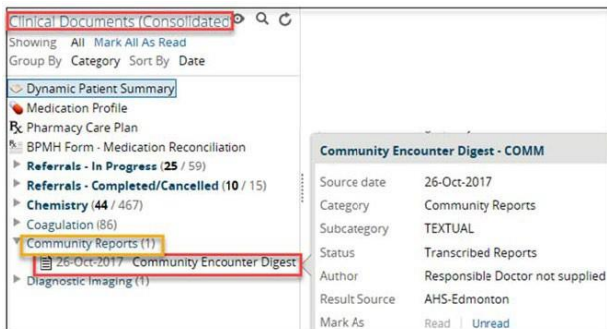 Clinical Documents (Consolidated
Showing All Mark All As Read
Group By Category Sort By Date
Dynamic Patient Summary
Medication Profile
Pharmacy Care Plan
BPMH Form - Medication Reconciliation
Referrals - In Progress (25 / 59)
Referrals - Completed/Cancelled (10 / 15)
Chemistry (44 / 467)
Coagulation (86)
Community Reports (1)
26-Oct-2017 Community Encounter Digest
Diagnostic Imaging (1)
Community Encounter Digest - COMM
Source date 26-Oct-2017
Category Community Reports
Subcategory TEXTUAL
Status Transcribed Reports
Author Responsible Doctor not supplied
Result Source AHS-Edmonton
Mark As Read Unread